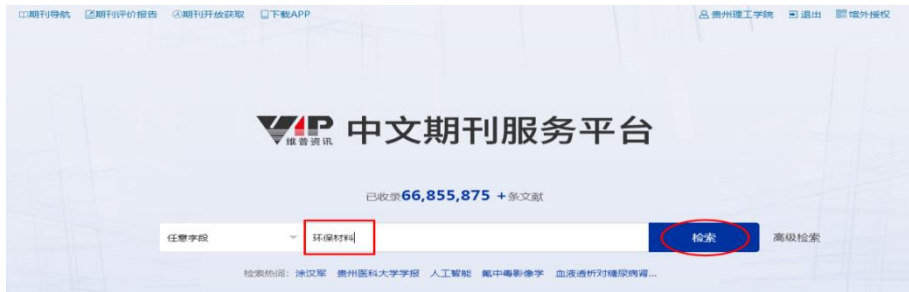 期刊导航 期刊评价报告 期刊开放获取 下载APP 贵州理工学院 退出 馆外授权
VIP 维普资讯 中文期刊服务平台
已收录66,855,875 +条文献
任意字段 环保材料 检索 高级检索
检索热词：涂汉军 贵州医科大学学报 人工智能 氟中毒影像学 血液透析对糖尿病肾...